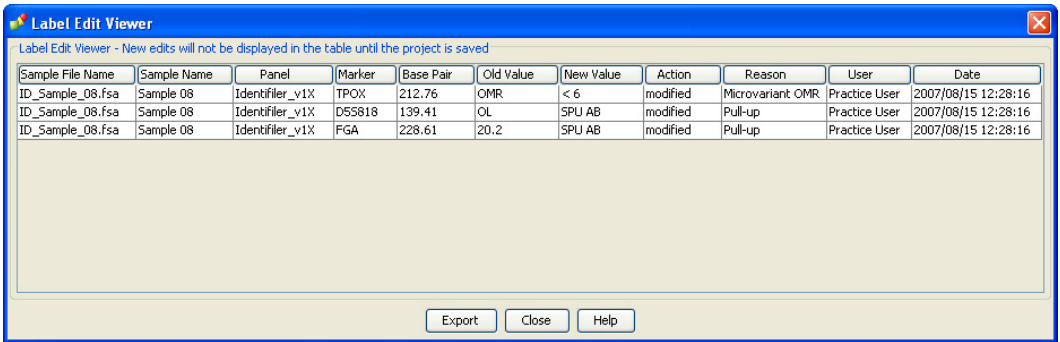 Label Edit Viewer
Label Edit Viewer - New edits will not be displayed in the table until the project is saved
Sample File Name Sample Name Panel Marker Base Pair Old Value New Value Action Reason User Date
ID_Sample_08.fsa Sample 08 Identifiler_v1X TPOX 212.76 OMR < 6 modified Microvariant OMR Practice User 2007/08/15 12:28:16
ID_Sample_08.fsa Sample 08 Identifiler_v1X D5S818 139.41 OL SPU AB modified Pull-up Practice User 2007/08/15 12:28:16
ID_Sample_08.fsa Sample 08 Identifiler_v1X FGA 228.61 20.2 SPU AB modified Pull-up Practice User 2007/08/15 12:28:16
Export Close Help